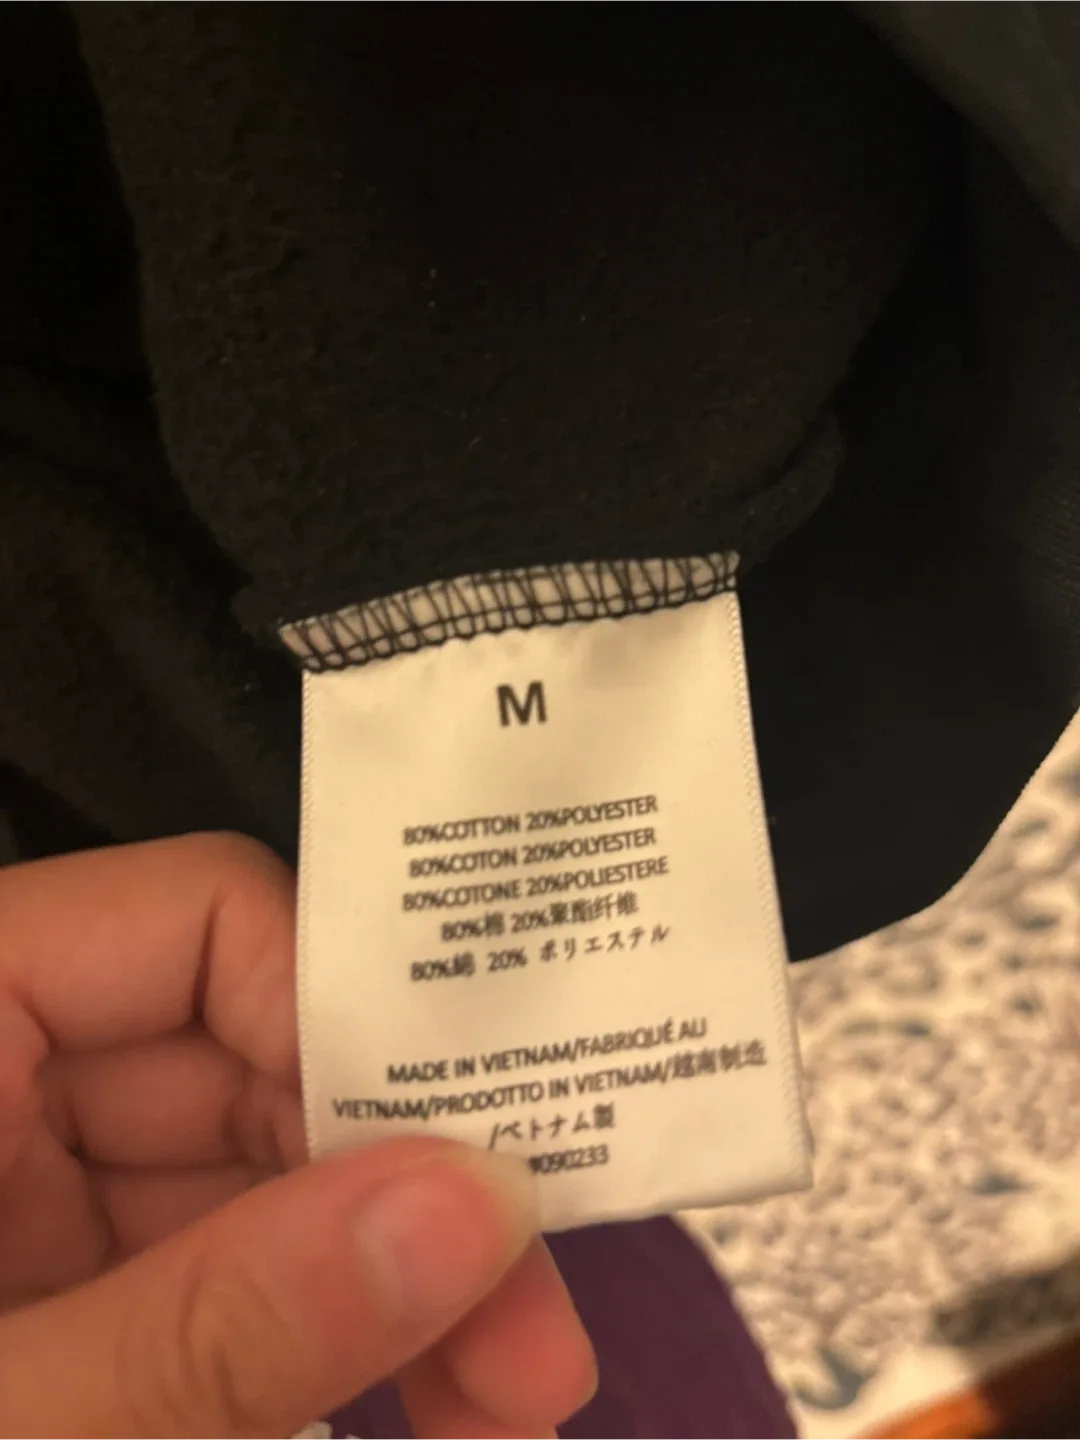 M
80%COTTON 20%POLYESTER
80%COTON 20%POLYESTER
80%COTONE 20%POLIESTERE
80%棉 20%聚酯纤维
80%綿 20% ポリエステル
MADE IN VIETNAM/FABRIQUÉ AU
VIETNAM/PRODOTTO IN VIETNAM/越南制造
/ベトナム製
#090233